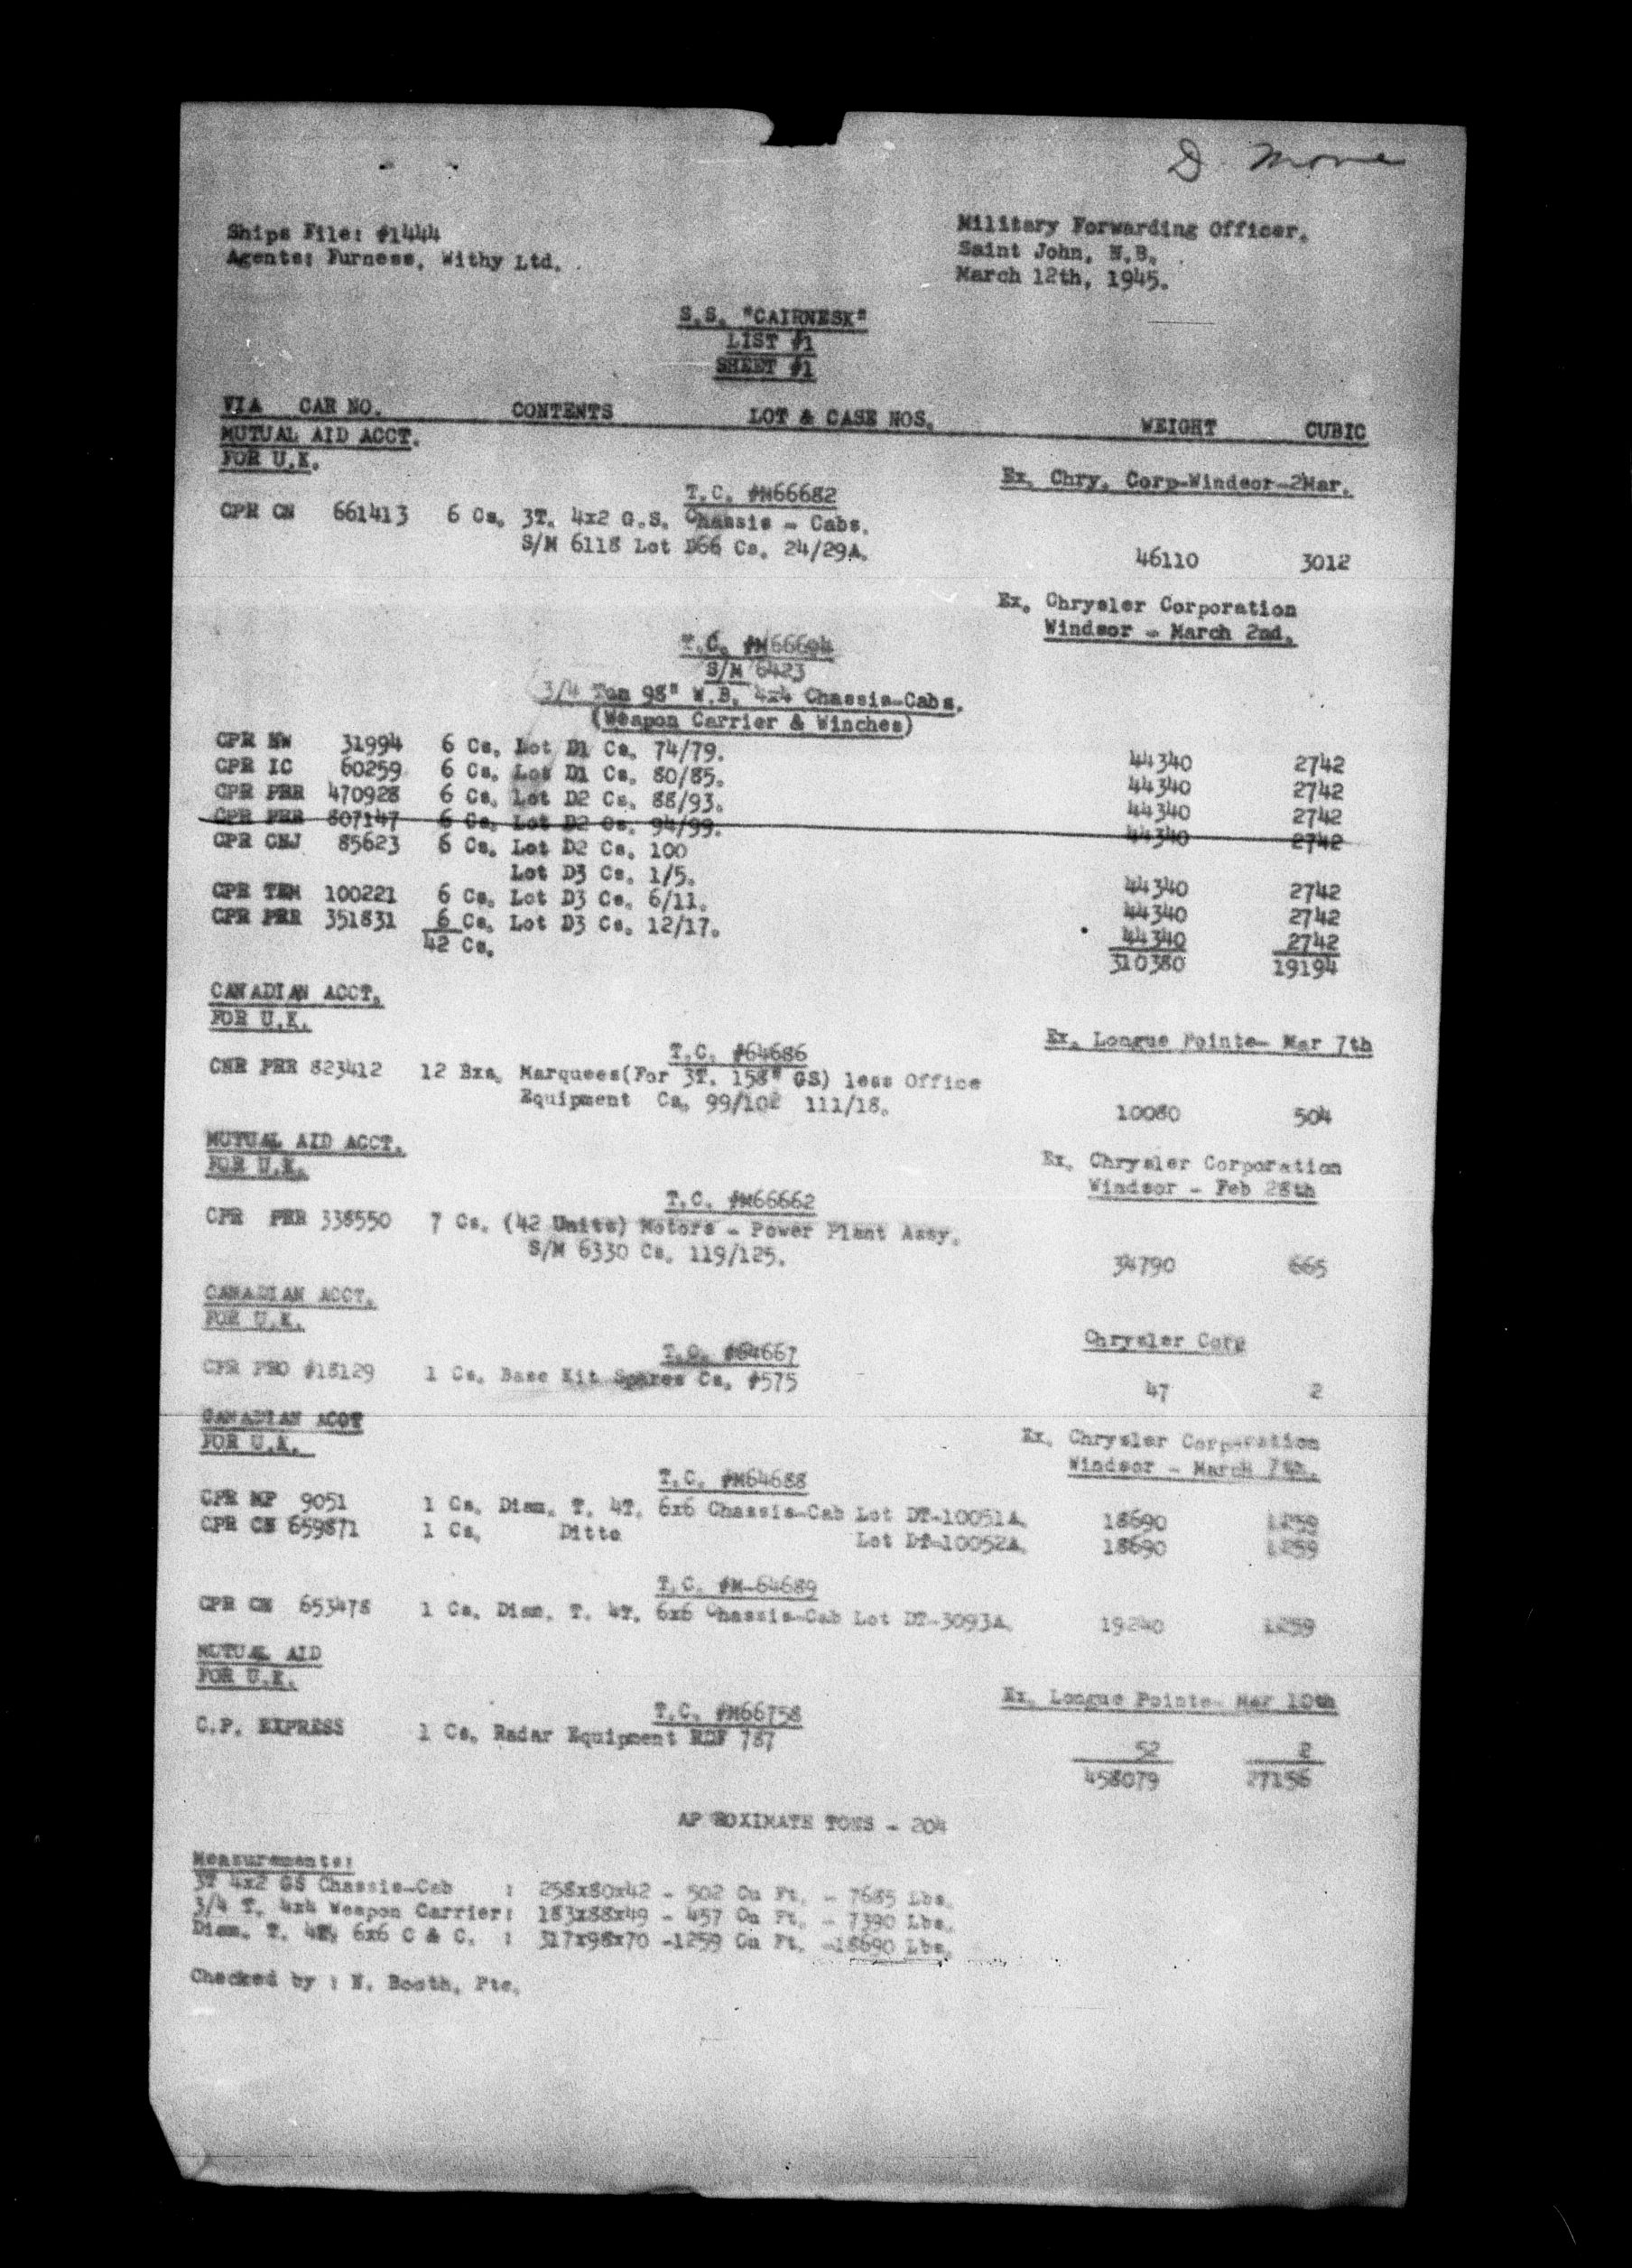 D. Mone
Ships File: #1444
Agents: Furness, Withy Ltd.
Military Forwarding Officer.
Saint John, N.B.
March 12th, 1945.
S.S. "CAIRNESK"
LIST #1
SHEET #1
VIA CAR NO. CONTENTS LOT & CASE NOS. WEIGHT CUBIC
MUTUAL AID ACCT.
FOR U.K.
Ex. Chry. Corp-Windsor-2Mar.
T.C. #M66682
CPR CN 661413 6 Cs. 3T. 4x2 G.S. Chassis - Cabs.
S/M 6118 Lot D66 Cs. 24/29A. 46110 3012
Ex. Chrysler Corporation
Windsor - March 2nd.
T.C. #M66694
S/M 6423
3/4 Ton 98" W.B. 4x4 Chassis-Cabs.
(Weapon Carrier & Winches)
CPR NW 31994 6 Cs. Lot D1 Cs. 74/79. 44340 2742
CPR IC 60259 6 Cs. Lot D1 Cs. 80/85. 44340 2742
CPR PRR 470928 6 Cs. Lot D2 Cs. 88/93. 44340 2742
CPR PRR 807147 6 Cs. Lot D2 Cs. 94/99. 44340 2742
CPR CNJ 85623 6 Cs. Lot D2 Cs. 100
Lot D3 Cs. 1/5. 44340 2742
CPR TEM 100221 6 Cs. Lot D3 Cs. 6/11. 44340 2742
CPR PRR 351831 6 Cs. Lot D3 Cs. 12/17. 44340 2742
42 Cs. 310380 19194
CANADIAN ACCT.
FOR U.K.
Ex. Longue Pointe- Mar 7th
T.C. #64686
CNR PRR 823412 12 Bxs. Marquees(For 3T. 158" GS) less Office
Equipment Cs. 99/102 111/18. 10080 504
MUTUAL AID ACCT.
FOR U.K.
Ex. Chrysler Corporation
Windsor - Feb 28th
T.C. #M66662
CPR PRR 338550 7 Cs. (42 Units) Motors - Power Plant Assy.
S/M 6330 Cs. 119/125. 34790 665
CANADIAN ACCT.
FOR U.K.
Chrysler Corp
T.C. #64667
CPR PRO #18129 1 Cs. Base Kit Spares Cs. #575 47 2
CANADIAN ACCT
FOR U.K.
Ex. Chrysler Corporation
Windsor - March 7th.
T.C. #M64688
CPR MP 9051 1 Cs. Diam. T. 4T. 6x6 Chassis-Cab Lot DT-10051A. 18690 1259
CPR CN 659871 1 Cs. Ditto Lot DT-10052A. 18690 1259
T.C. #M-64689
CPR CN 653478 1 Cs. Diam. T. 4T. 6x6 Chassis-Cab Lot DT-3093A. 19240 1259
MUTUAL AID
FOR U.K.
Ex. Longue Pointe- Mar 10th
T.C. #M66758
C.P. EXPRESS 1 Cs. Radar Equipment RDF 787 52 2
458079 27156
AP ROXIMATE TONS - 204
Measurements:
3T 4x2 GS Chassis-Cab : 258x80x42 - 502 Cu Ft. - 7685 Lbs.
3/4 T. 4x4 Weapon Carrier: 183x88x49 - 457 Cu Ft. - 7390 Lbs.
Diam. T. 4T. 6x6 C & C. : 317x98x70 -1259 Cu Ft. -18690 Lbs.
Checked by : N. Booth, Pte.